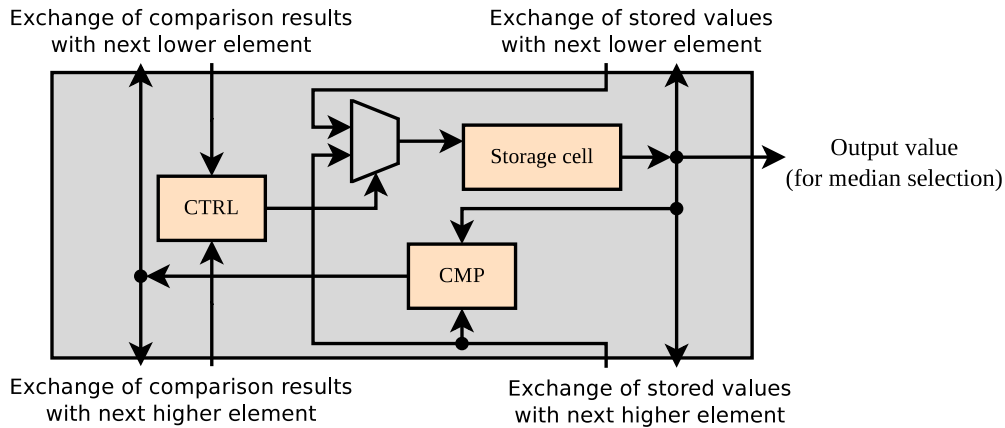 Exchange of comparison results
with next lower element
Exchange of stored values
with next lower element
Storage cell
Output value
(for median selection)
CTRL
CMP
Exchange of comparison results
with next higher element
Exchange of stored values
with next higher element